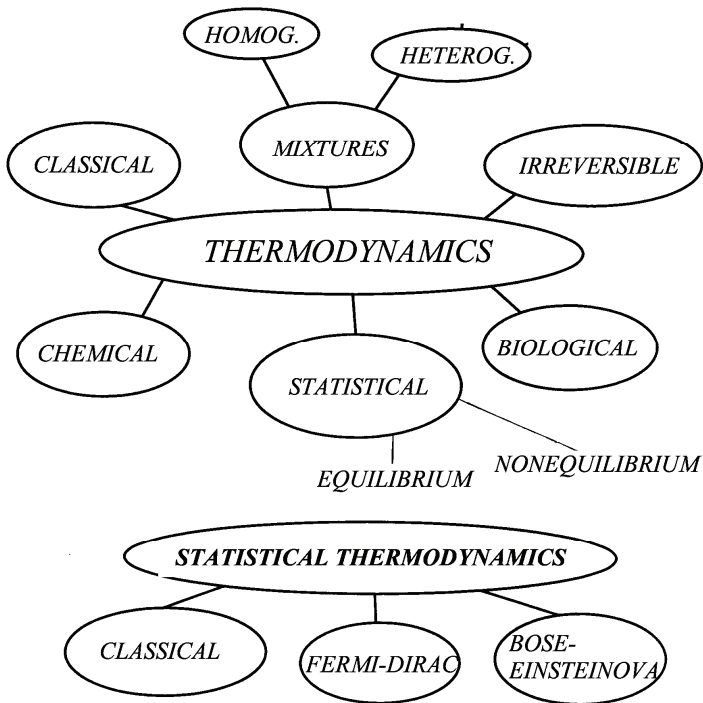 HOMOG.
HETEROG.
MIXTURES
CLASSICAL
IRREVERSIBLE
THERMODYNAMICS
CHEMICAL
BIOLOGICAL
STATISTICAL
EQUILIBRIUM
NONEQUILIBRIUM
STATISTICAL THERMODYNAMICS
CLASSICAL
FERMI-DIRAC
BOSE-
EINSTEINOVA